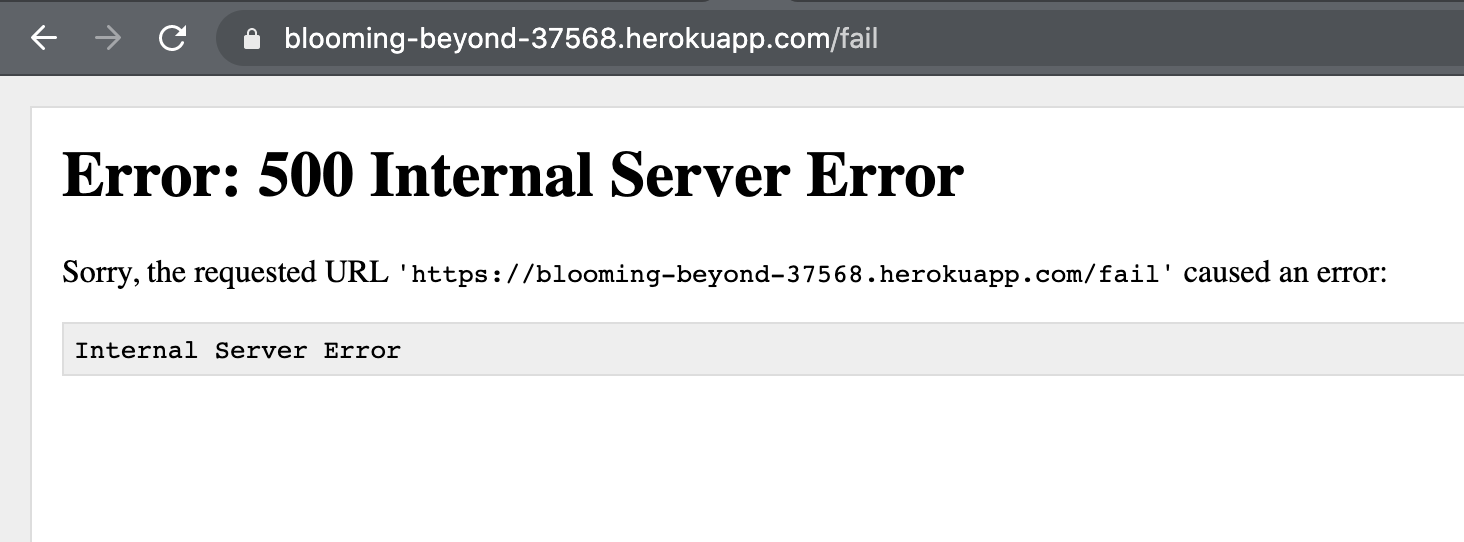 blooming-beyond-37568.herokuapp.com/fail
Error: 500 Internal Server Error
Sorry, the requested URL 'https://blooming-beyond-37568.herokuapp.com/fail' caused an error:
Internal Server Error